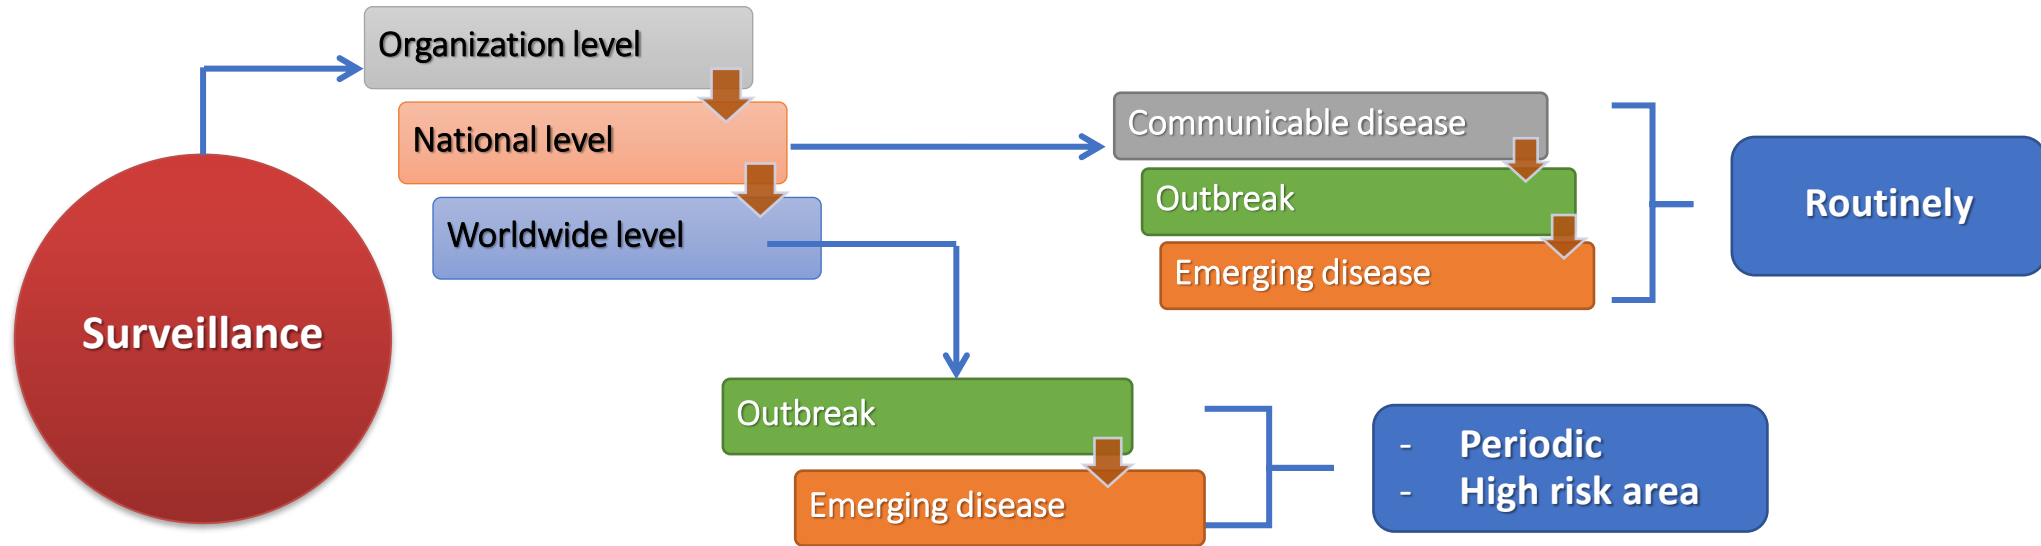 Organization level
National level
Worldwide level
Surveillance
Communicable disease
Outbreak
Emerging disease
Routinely
Outbreak
Emerging disease
- Periodic
- High risk area